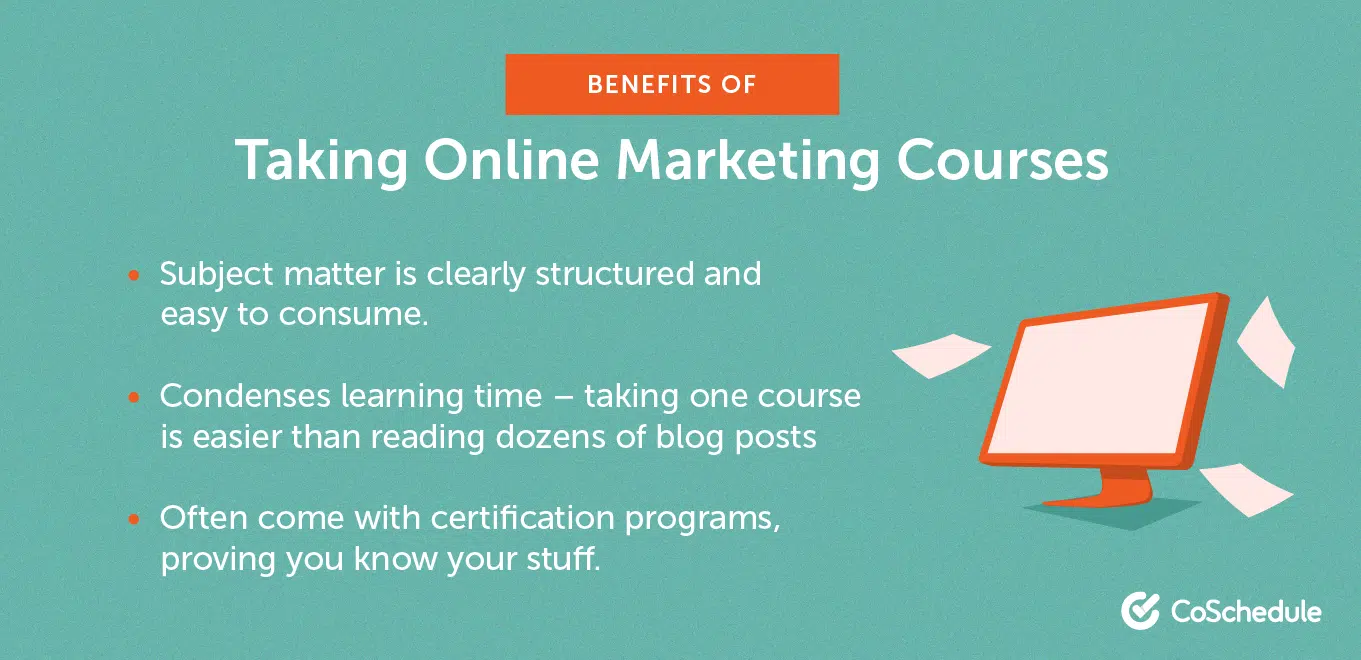 BENEFITS OF
Taking Online Marketing Courses
• Subject matter is clearly structured and
easy to consume.
• Condenses learning time – taking one course
is easier than reading dozens of blog posts
• Often come with certification programs,
proving you know your stuff.
CoSchedule